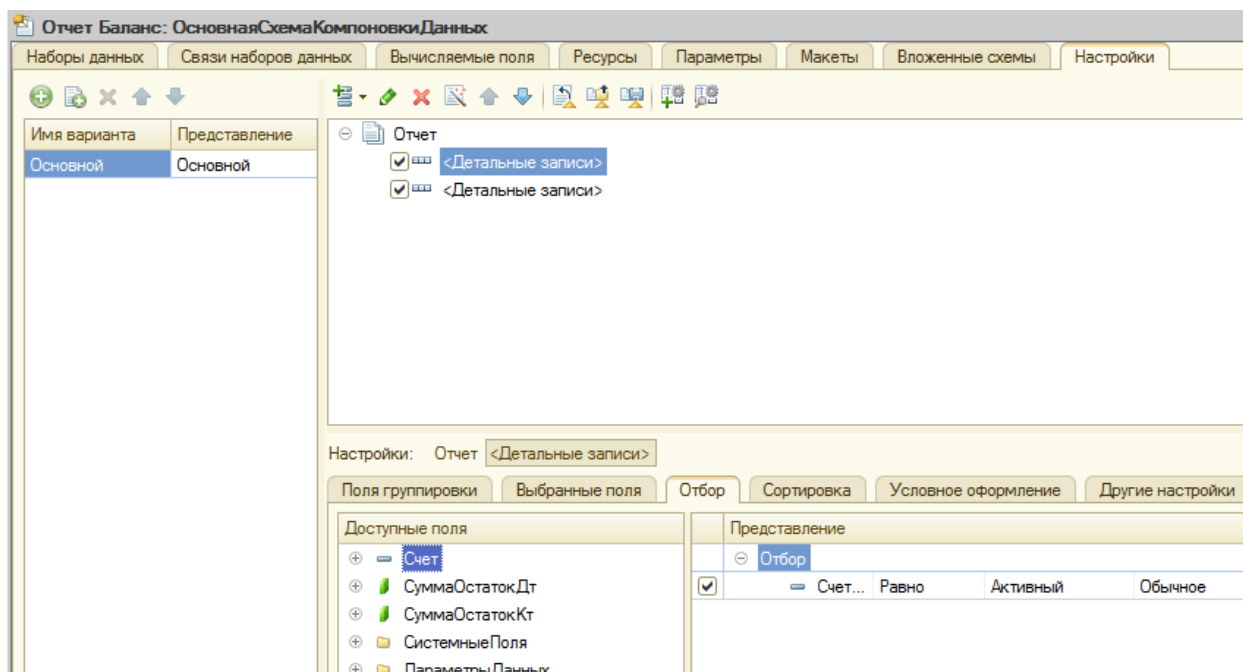 Отчет Баланс: ОсновнаяСхемаКомпоновкиДанных
Наборы данных Связи наборов данных Вычисляемые поля Ресурсы Параметры Макеты Вложенные схемы Настройки
Имя варианта Представление
Основной Основной
Отчет
<Детальные записи>
<Детальные записи>
Настройки: Отчет <Детальные записи>
Поля группировки Выбранные поля Отбор Сортировка Условное оформление Другие настройки
Доступные поля Представление
Счет Отбор
СуммаОстатокДт Счет... Равно Активный Обычное
СуммаОстатокКт
СистемныеПоля
ПараметрыДанных